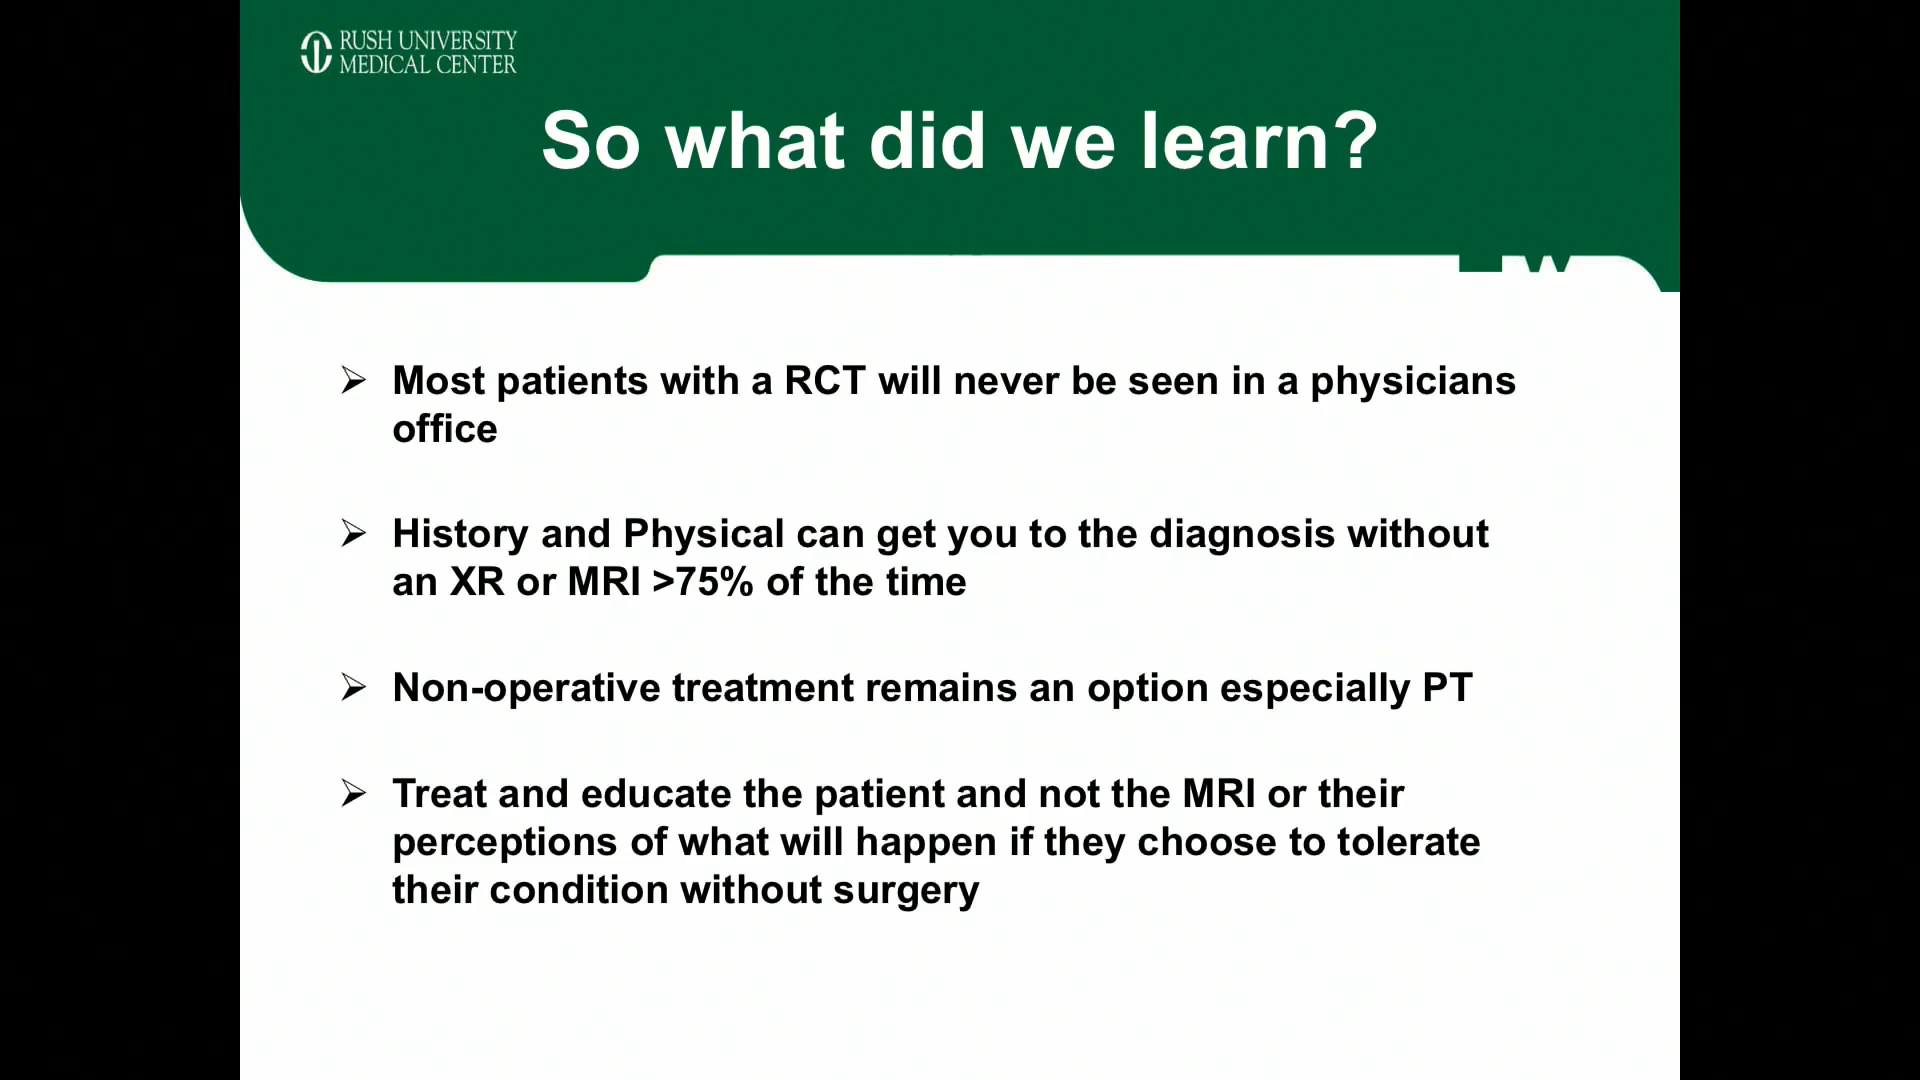 RUSH UNIVERSITY
MEDICAL CENTER
So what did we learn?
➢ Most patients with a RCT will never be seen in a physicians
office
➢ History and Physical can get you to the diagnosis without
an XR or MRI >75% of the time
➢ Non-operative treatment remains an option especially PT
➢ Treat and educate the patient and not the MRI or their
perceptions of what will happen if they choose to tolerate
their condition without surgery